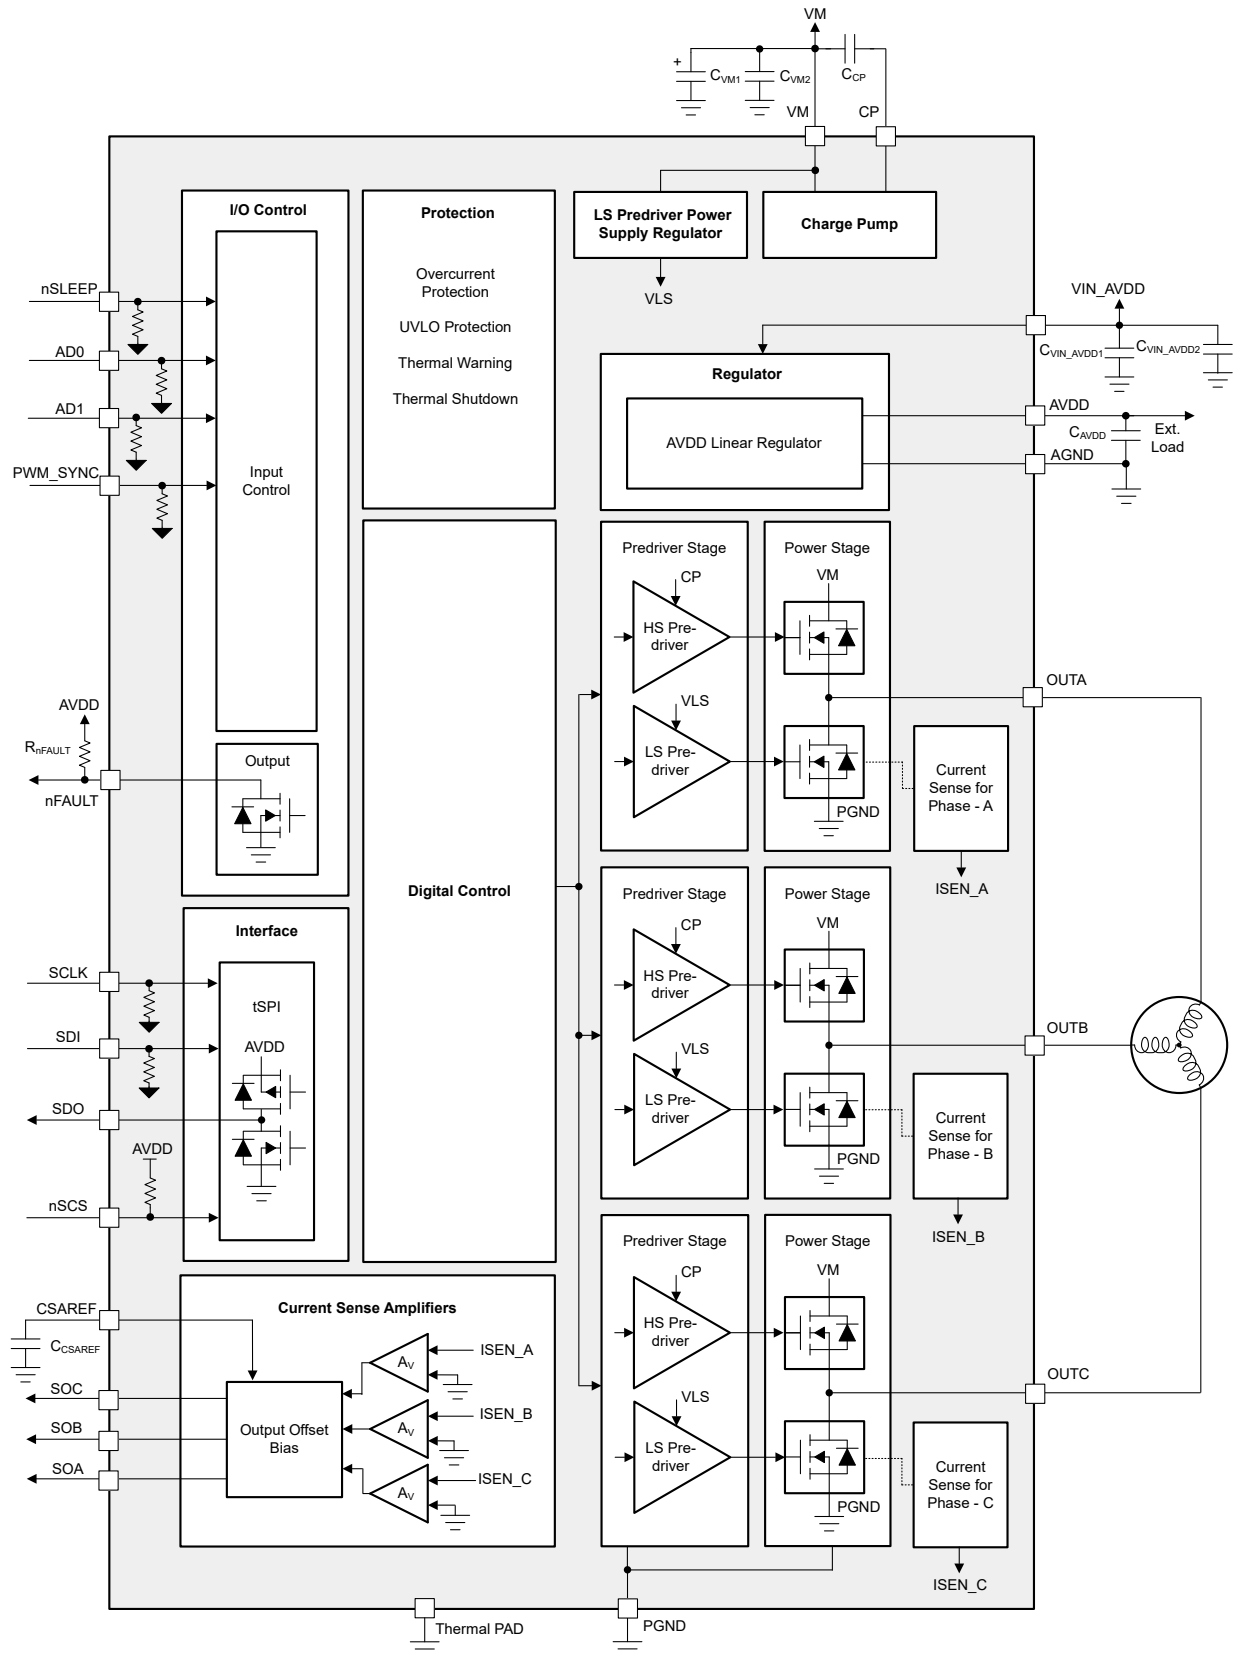 VM
+
CVM1
CVM2
CCP
VM
CP
I/O Control
Protection
LS Predriver Power
Supply Regulator
Charge Pump
VLS
Overcurrent
Protection
UVLO Protection
Thermal Warning
Thermal Shutdown
nSLEEP
AD0
AD1
PWM_SYNC
Input
Control
VIN_AVDD
CVIN_AVDD1
CVIN_AVDD2
Regulator
AVDD Linear Regulator
AVDD
CAVDD
Ext.
Load
AGND
Predriver Stage
Power Stage
CP
VM
HS Pre-
driver
VLS
LS Pre-
driver
PGND
OUTA
Current
Sense for
Phase - A
ISEN_A
AVDD
RnFAULT
nFAULT
Output
Digital Control
Predriver Stage
Power Stage
CP
VM
HS Pre-
driver
VLS
LS Pre-
driver
PGND
OUTB
Current
Sense for
Phase - B
ISEN_B
Interface
SCLK
tSPI
SDI
AVDD
SDO
AVDD
nSCS
Predriver Stage
Power Stage
CP
VM
HS Pre-
driver
VLS
LS Pre-
driver
PGND
OUTC
Current
Sense for
Phase - C
ISEN_C
Current Sense Amplifiers
CSAREF
CCSAREF
SOC
SOB
SOA
Output Offset
Bias
AV
ISEN_A
AV
ISEN_B
AV
ISEN_C
Thermal PAD
PGND